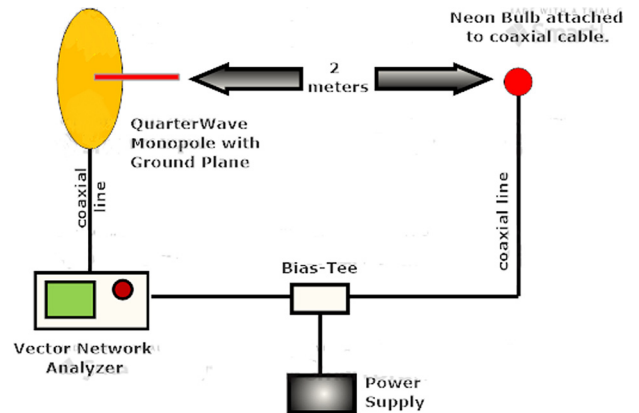 Neon Bulb attached
to coaxial cable.
2
meters
QuarterWave
Monopole with
Ground Plane
coaxial
line
coaxial line
Bias-Tee
Vector Network
Analyzer
Power
Supply